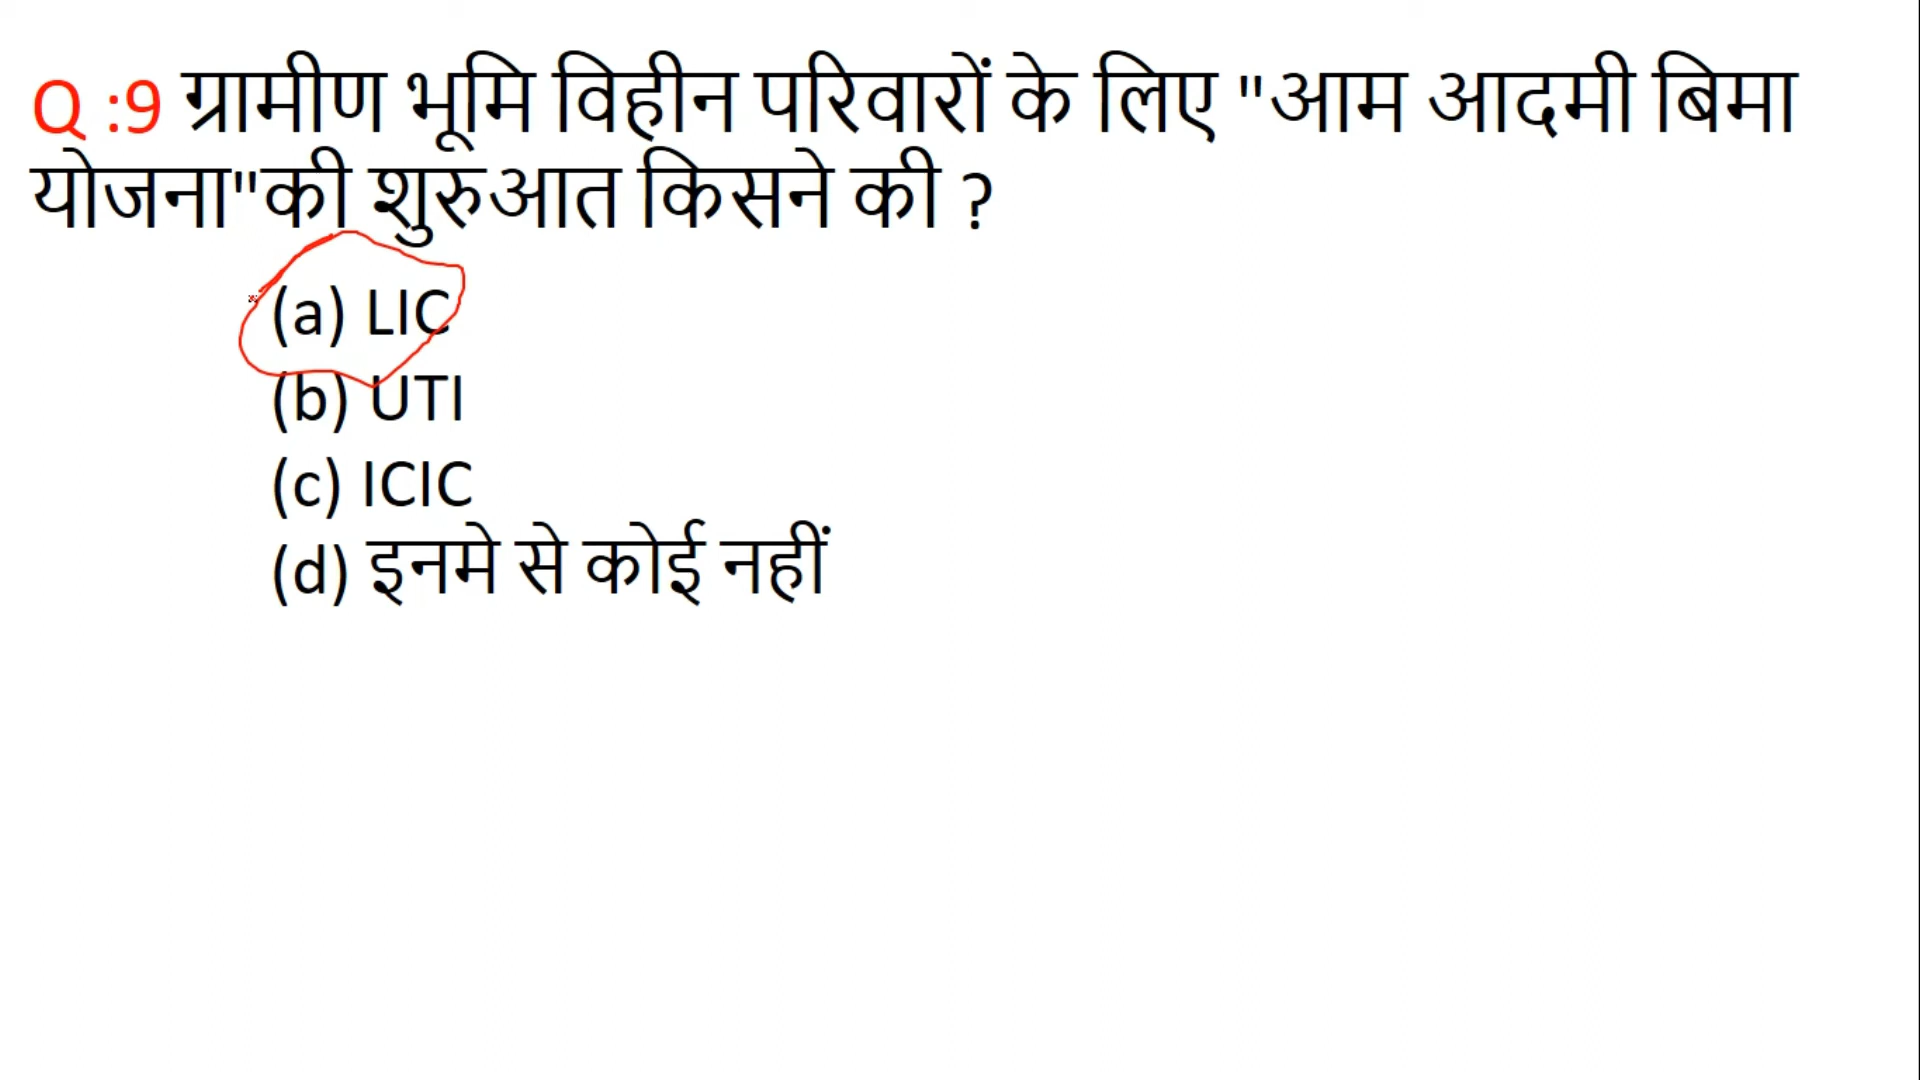 Q :9 ग्रामीण भूमि विहीन परिवारों के लिए "आम आदमी बिमा
योजना"की शुरुआत किसने की ?
(a) LIC
(b) UTI
(c) ICIC
(d) इनमे से कोई नहीं